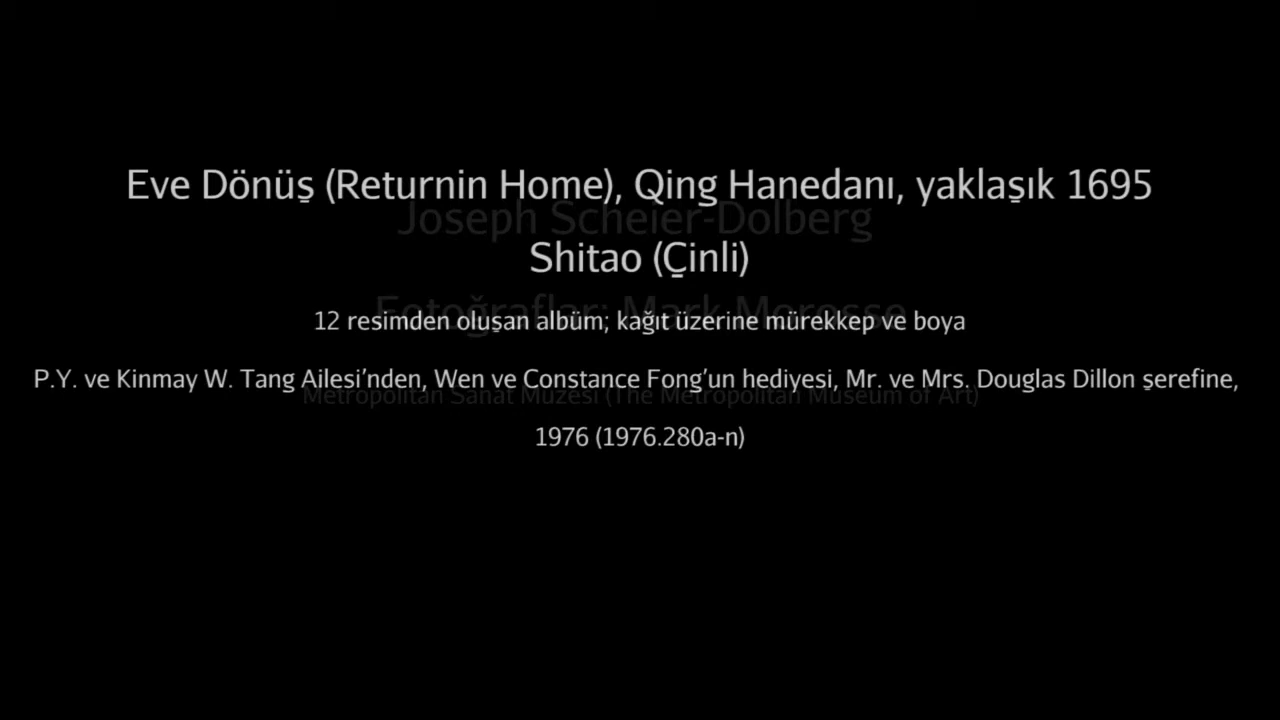 Eve Dönüş (Returnin Home), Qing Hanedanı, yaklaşık 1695
Joseph Scheier-Dolberg
Shitao (Çinli)
Fotoğraflar: Mark Morosse
12 resimden oluşan albüm; kağıt üzerine mürekkep ve boya
P.Y. ve Kinmay W. Tang Ailesi’nden, Wen ve Constance Fong’un hediyesi, Mr. ve Mrs. Douglas Dillon şerefine,
Metropolitan Sanat Müzesi (The Metropolitan Museum of Art)
1976 (1976.280a-n)